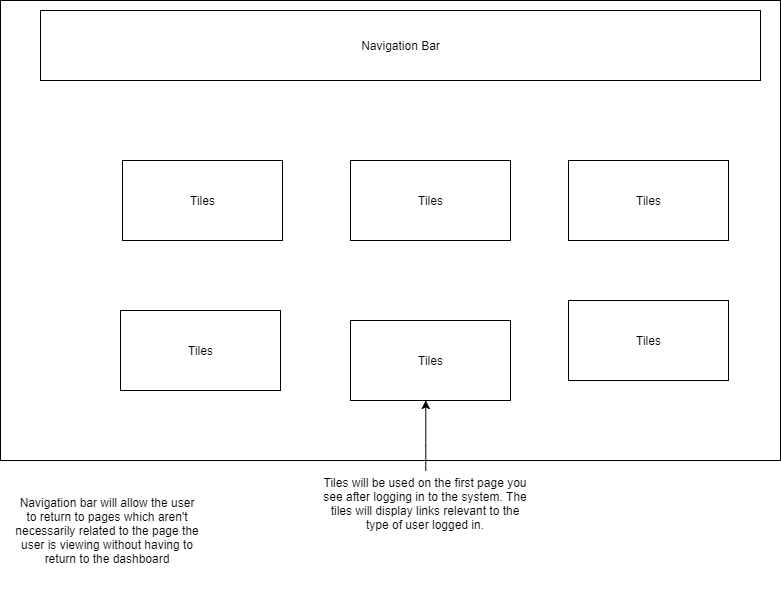 Navigation Bar
Tiles
Tiles
Tiles
Tiles
Tiles
Tiles
Tiles will be used on the first page you
see after logging in to the system. The
tiles will display links relevant to the
type of user logged in.
Navigation bar will allow the user
to return to pages which aren't
necessarily related to the page the
user is viewing without having to
return to the dashboard